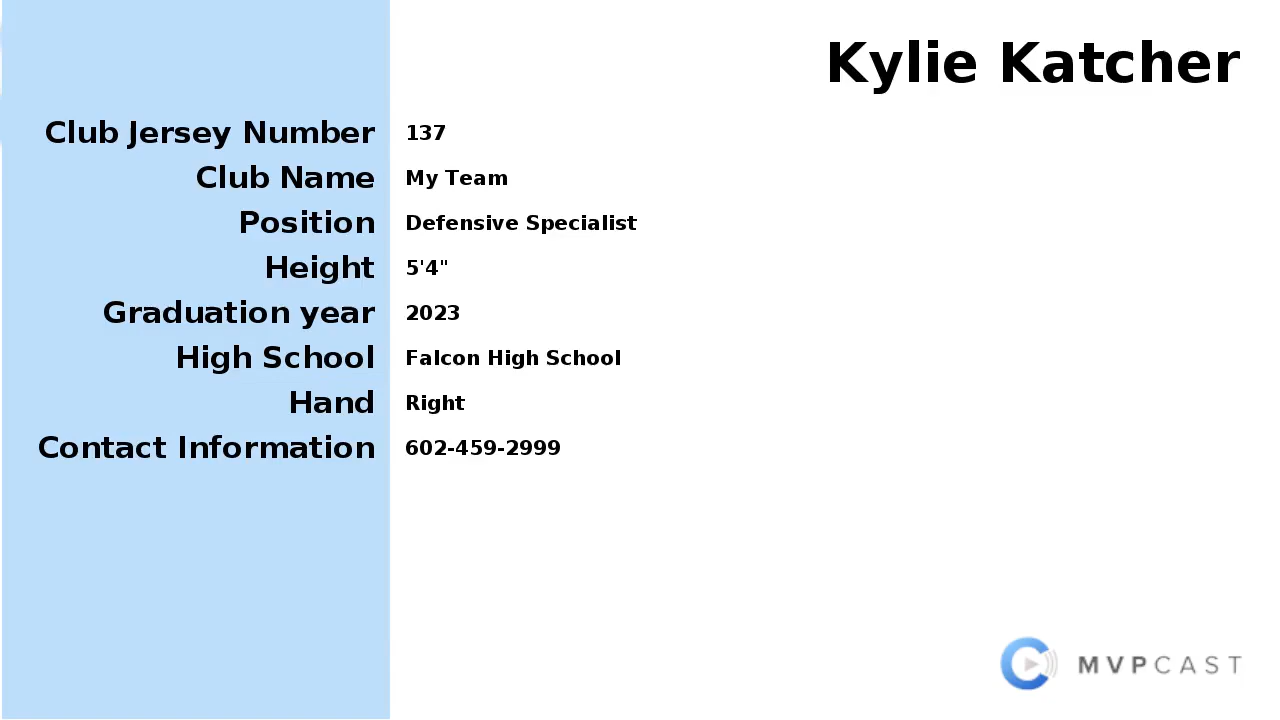 Kylie Katcher
Club Jersey Number 137
Club Name My Team
Position Defensive Specialist
Height 5'4"
Graduation year 2023
High School Falcon High School
Hand Right
Contact Information 602-459-2999
MVPCAST